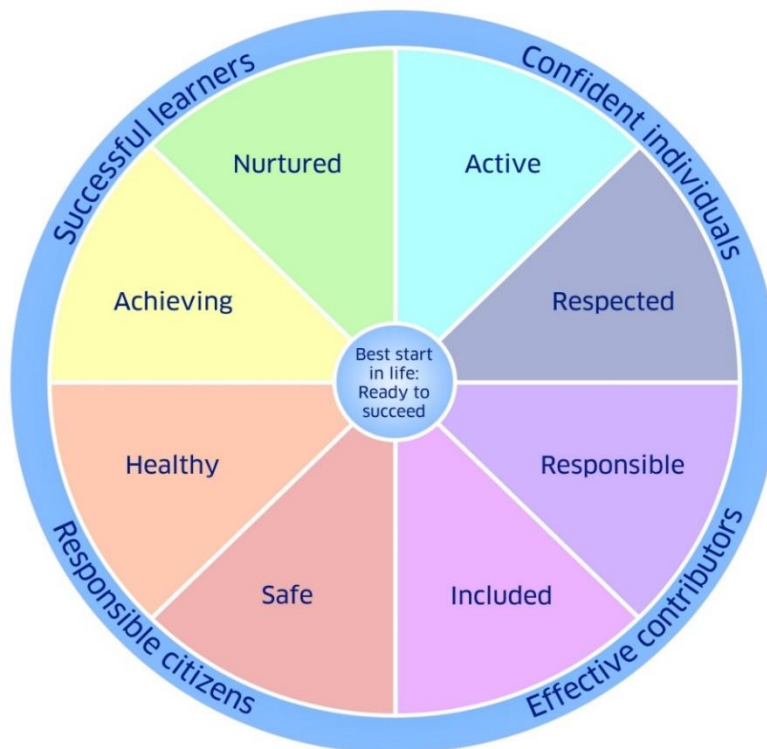 Successful learners
Confident individuals
Nurtured
Active
Achieving
Respected
Best start
in life:
Ready to
succeed
Healthy
Responsible
Safe
Included
Responsible citizens
Effective contributors